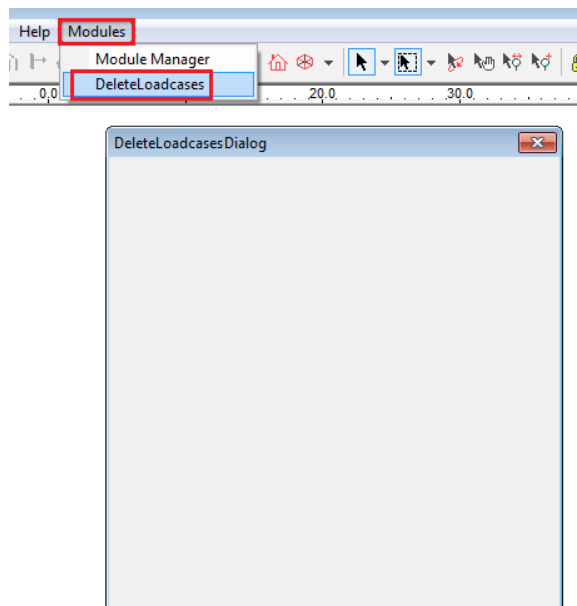 Help Modules
Module Manager
DeleteLoadcases
0,0 20,0 30,0
DeleteLoadcasesDialog